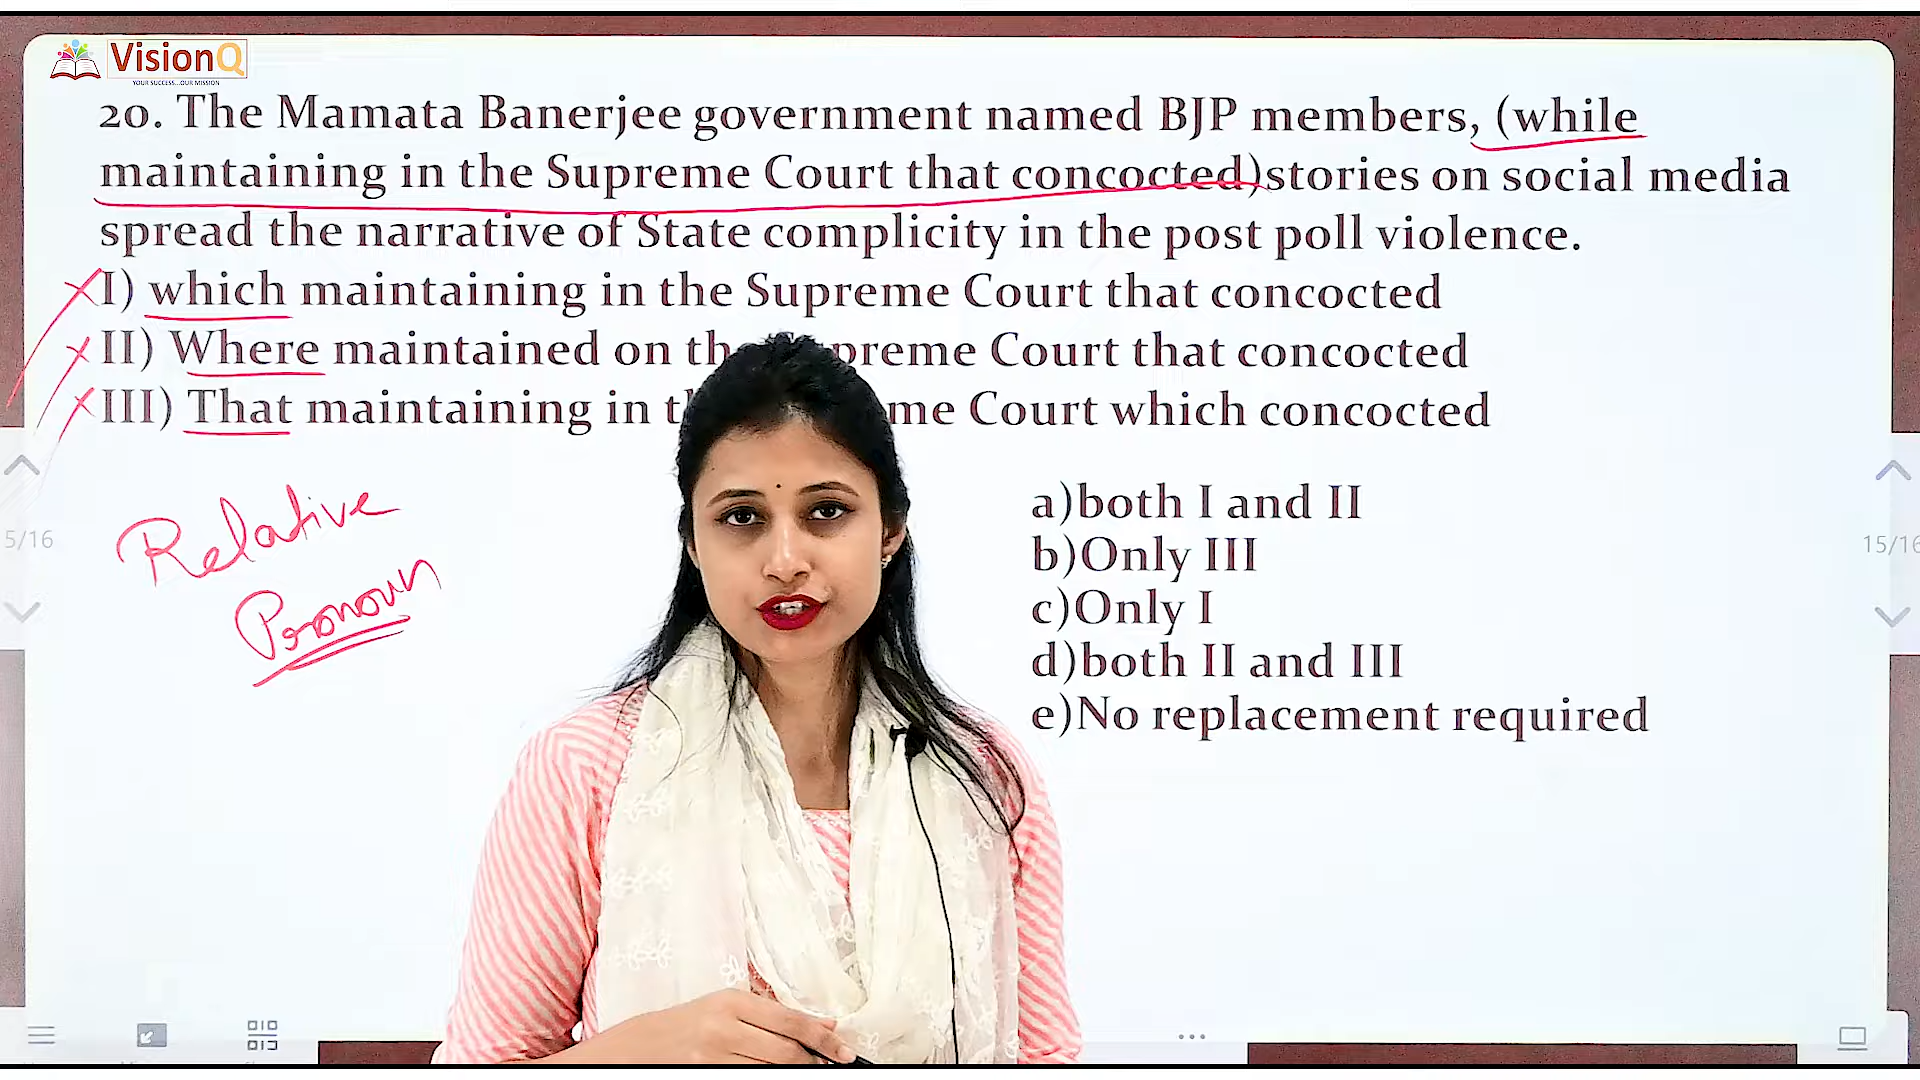 VisionQ
YOUR SUCCESS...OUR MISSION
20. The Mamata Banerjee government named BJP members, (while
maintaining in the Supreme Court that concocted)stories on social media
spread the narrative of State complicity in the post poll violence.
I) which maintaining in the Supreme Court that concocted
II) Where maintained on preme Court that concocted
III) That maintaining in me Court which concocted
Relative
Pronoun
5/16
15/16
a)both I and II
b)Only III
c)Only I
d)both II and III
e)No replacement required